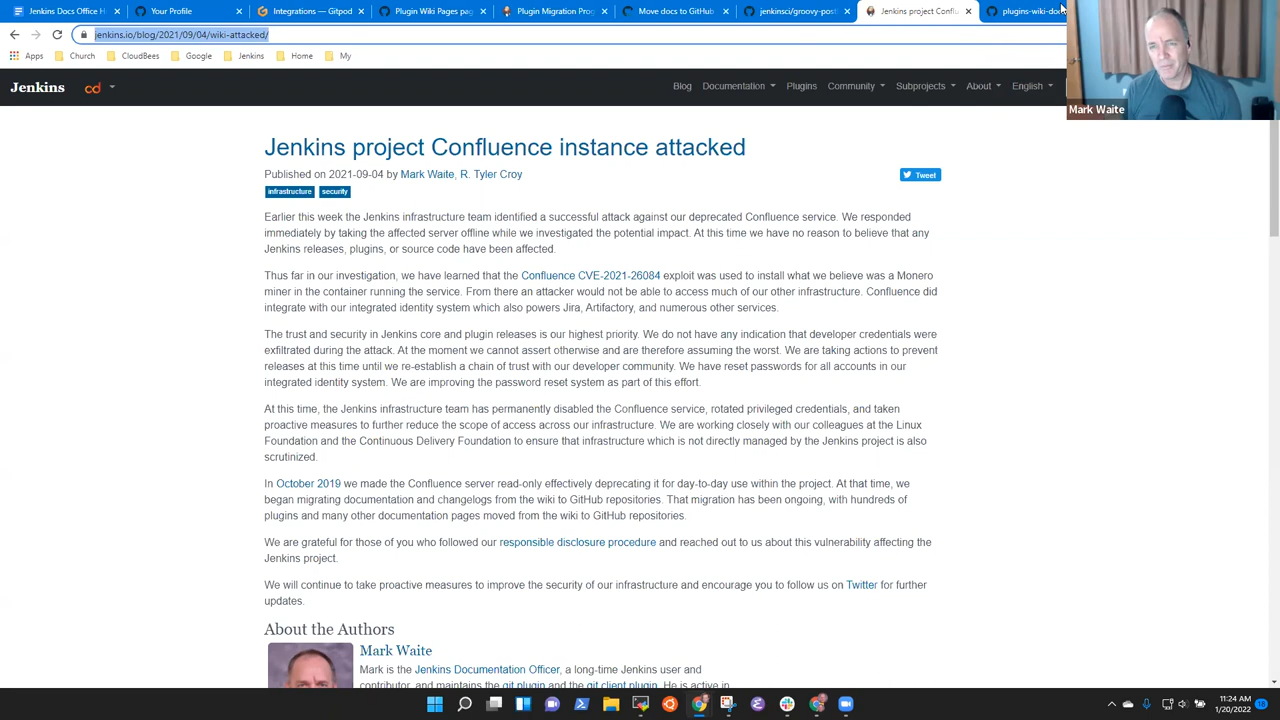 Jenkins Docs Office H
Your Profile
Integrations — Gitpod
Plugin Wiki Pages pag
Plugin Migration Prog
Move docs to GitHub
jenkinsci/groovy-post
Jenkins project Conflu
plugins-wiki-do
jenkins.io/blog/2021/09/04/wiki-attacked/
Apps
Church
CloudBees
Google
Jenkins
Home
My
Mark Waite
Jenkins
cd
Blog
Documentation
Plugins
Community
Subprojects
About
English
Jenkins project Confluence instance attacked
Published on 2021-09-04 by Mark Waite, R. Tyler Croy
Tweet
infrastructure
security
Earlier this week the Jenkins infrastructure team identified a successful attack against our deprecated Confluence service. We responded
immediately by taking the affected server offline while we investigated the potential impact. At this time we have no reason to believe that any
Jenkins releases, plugins, or source code have been affected.
Thus far in our investigation, we have learned that the Confluence CVE-2021-26084 exploit was used to install what we believe was a Monero
miner in the container running the service. From there an attacker would not be able to access much of our other infrastructure. Confluence did
integrate with our integrated identity system which also powers Jira, Artifactory, and numerous other services.
The trust and security in Jenkins core and plugin releases is our highest priority. We do not have any indication that developer credentials were
exfiltrated during the attack. At the moment we cannot assert otherwise and are therefore assuming the worst. We are taking actions to prevent
releases at this time until we re-establish a chain of trust with our developer community. We have reset passwords for all accounts in our
integrated identity system. We are improving the password reset system as part of this effort.
At this time, the Jenkins infrastructure team has permanently disabled the Confluence service, rotated privileged credentials, and taken
proactive measures to further reduce the scope of access across our infrastructure. We are working closely with our colleagues at the Linux
Foundation and the Continuous Delivery Foundation to ensure that infrastructure which is not directly managed by the Jenkins project is also
scrutinized.
In October 2019 we made the Confluence server read-only effectively deprecating it for day-to-day use within the project. At that time, we
began migrating documentation and changelogs from the wiki to GitHub repositories. That migration has been ongoing, with hundreds of
plugins and many other documentation pages moved from the wiki to GitHub repositories.
We are grateful for those of you who followed our responsible disclosure procedure and reached out to us about this vulnerability affecting the
Jenkins project.
We will continue to take proactive measures to improve the security of our infrastructure and encourage you to follow us on Twitter for further
updates.
About the Authors
Mark Waite
Mark is the Jenkins Documentation Officer, a long-time Jenkins user and
contributor, and maintains the git plugin and the git client plugin. He is active in
11:24 AM
1/20/2022